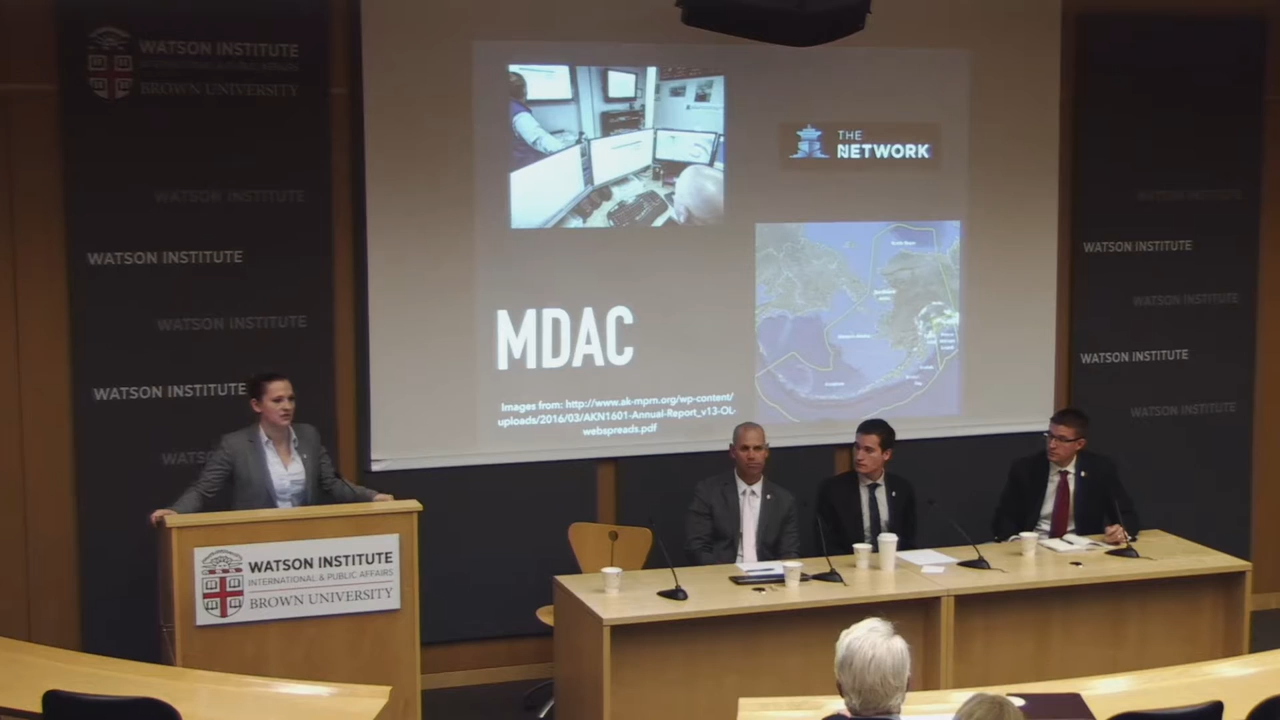 WATSON INSTITUTE
INTERNATIONAL & PUBLIC AFFAIRS
BROWN UNIVERSITY
WATSON INSTITUTE
WATSON INSTITUTE
WATSON INSTITUTE
WATSON INSTITUTE
WATS
THE
NETWORK
MDAC
Images from: http://www.ak-mprn.org/wp-content/
uploads/2016/03/AKN1601-Annual-Report_v13-OL-
webspreads.pdf
WATSON INSTITUTE
WATSON INSTITUTE
WATSON INSTITUTE
WATSON INSTITUTE
WATSON INSTITUTE
WATSON INSTITUTE
INTERNATIONAL & PUBLIC AFFAIRS
BROWN UNIVERSITY